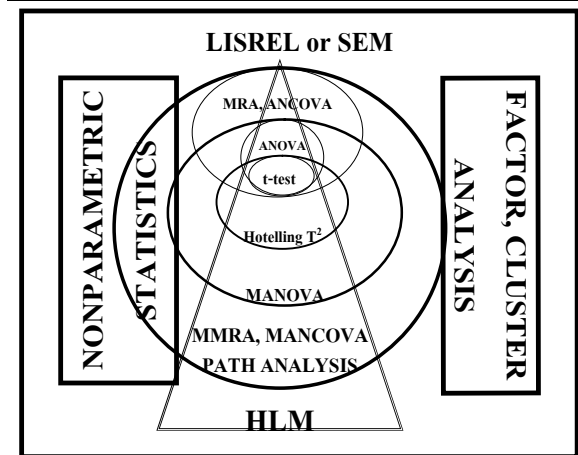 LISREL or SEM
MRA, ANCOVA
ANOVA
t-test
Hotelling T²
MANOVA
MMRA, MANCOVA
PATH ANALYSIS
HLM
NONPARAMETRIC
STATISTICS
FACTOR, CLUSTER
ANALYSIS